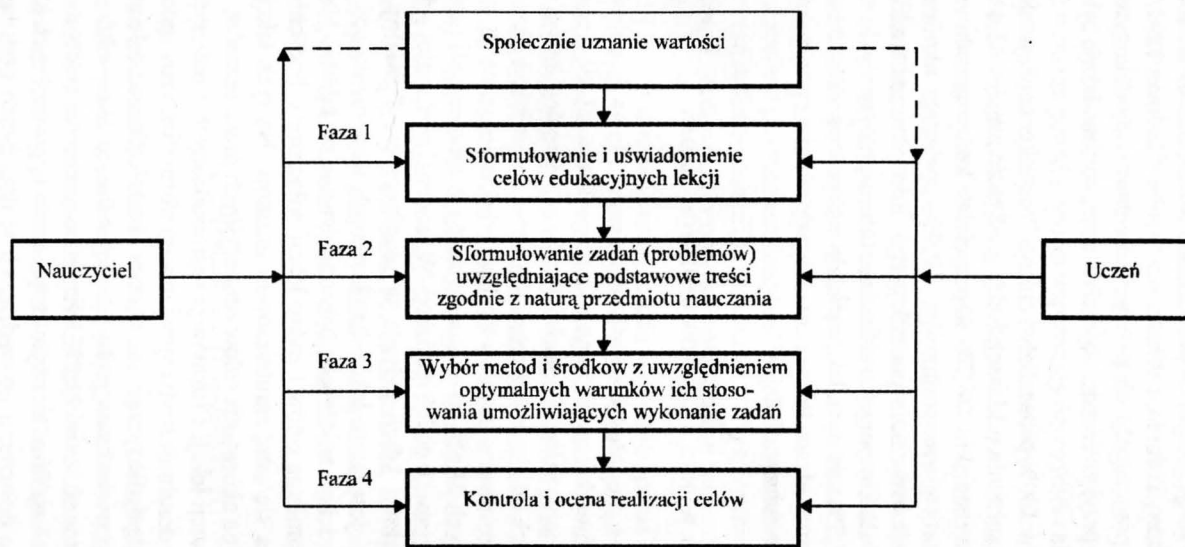 Społecznie uznanie wartości
Faza 1
Sformułowanie i uświadomienie
celów edukacyjnych lekcji
Nauczyciel
Faza 2
Sformułowanie zadań (problemów)
uwzględniające podstawowe treści
zgodnie z naturą przedmiotu nauczania
Uczeń
Faza 3
Wybór metod i środkow z uwzględnieniem
optymalnych warunków ich stoso-
wania umożliwiających wykonanie zadań
Faza 4
Kontrola i ocena realizacji celów